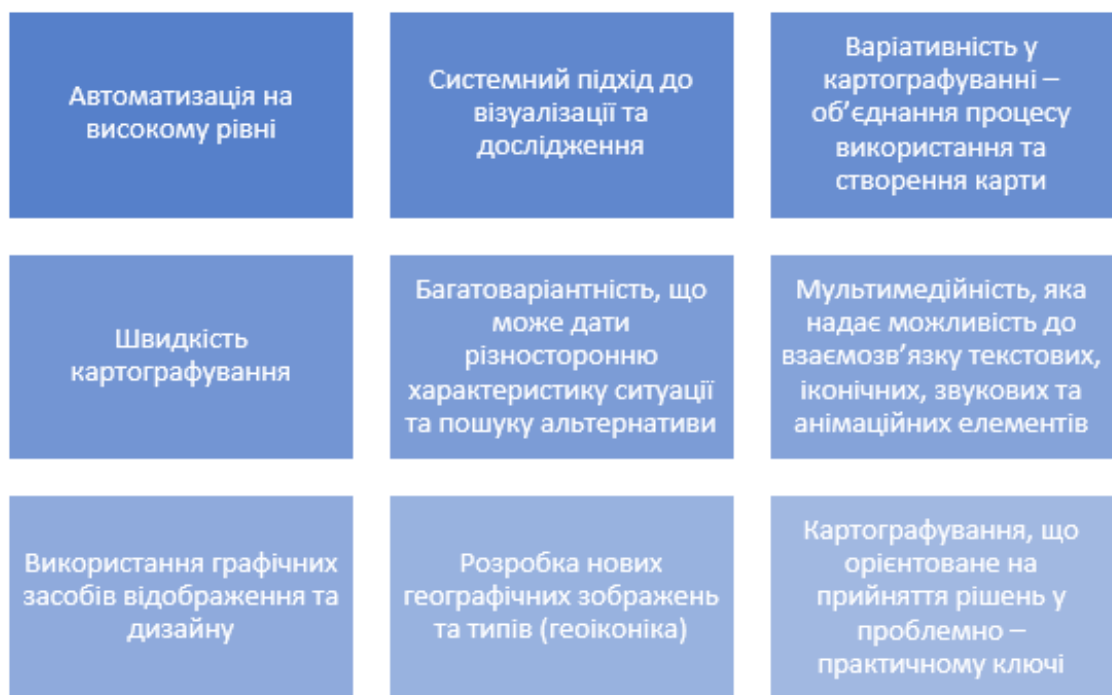 Автоматизація на
високому рівні
Системний підхід до
візуалізації та
дослідження
Варіативність у
картографуванні –
об’єднання процесу
використання та
створення карти
Швидкість
картографування
Багатоваріантність, що
може дати
різносторонню
характеристику ситуації
та пошуку альтернативи
Мультимедійність, яка
надає можливість до
взаємозв’язку текстових,
іконічних, звукових та
анімаційних елементів
Використання графічних
засобів відображення та
дизайну
Розробка нових
географічних зображень
та типів (геоіконіка)
Картографування, що
орієнтоване на
прийняття рішень у
проблемно –
практичному ключі